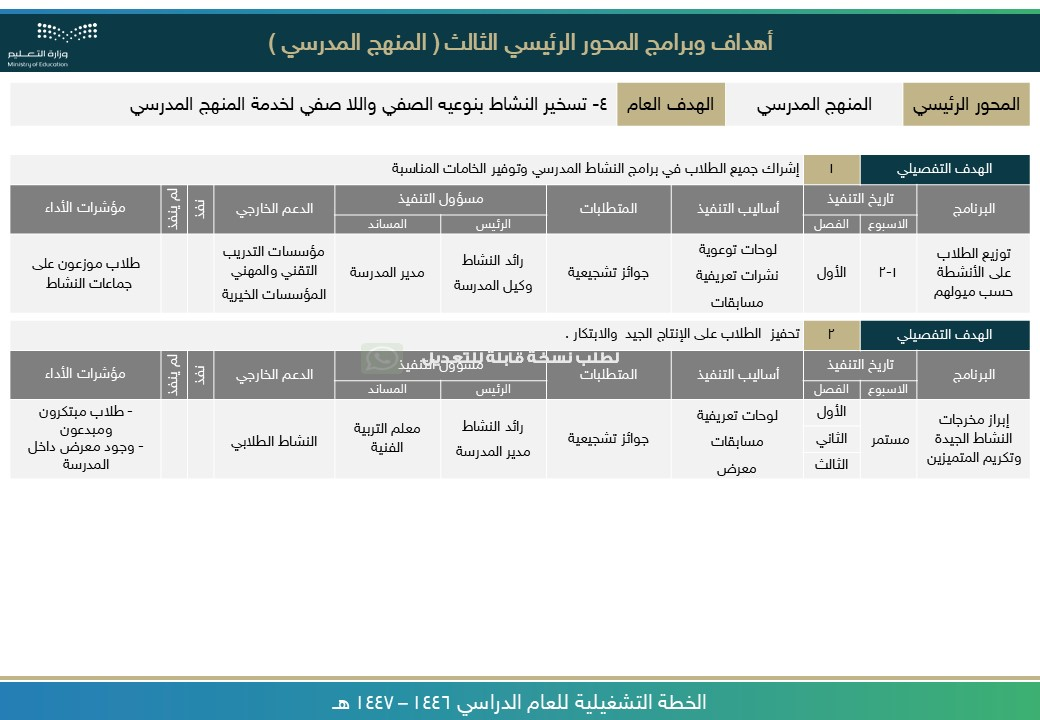 وزارة التعليم
Ministry of Education
أهداف وبرامج المحور الرئيسي الثالث ( المنهج المدرسي )
المحور الرئيسي
المنهج المدرسي
الهدف العام
٤- تسخير النشاط بنوعيه الصفي واللا صفي لخدمة المنهج المدرسي
الهدف التفصيلي
١
إشراك جميع الطلاب في برامج النشاط المدرسي وتوفير الخامات المناسبة
البرنامج
تاريخ التنفيذ
الاسبوع
الفصل
أساليب التنفيذ
المتطلبات
مسؤول التنفيذ
الرئيس
المساند
الدعم الخارجي
نفذ
لم ينفذ
مؤشرات الأداء
توزيع الطلاب
على الأنشطة
حسب ميولهم
١-٢
الأول
لوحات توعوية
نشرات تعريفية
مسابقات
جوائز تشجيعية
رائد النشاط
وكيل المدرسة
مدير المدرسة
مؤسسات التدريب
التقني والمهني
المؤسسات الخيرية
طلاب موزعون على
جماعات النشاط
الهدف التفصيلي
٢
تحفيز الطلاب على الإنتاج الجيد والابتكار .
لطلب نسخة قابلة للتعديل
البرنامج
تاريخ التنفيذ
الاسبوع
الفصل
أساليب التنفيذ
المتطلبات
مسؤول التنفيذ
الرئيس
المساند
الدعم الخارجي
نفذ
لم ينفذ
مؤشرات الأداء
إبراز مخرجات
النشاط الجيدة
وتكريم المتميزين
مستمر
الأول
الثاني
الثالث
لوحات تعريفية
مسابقات
معرض
جوائز تشجيعية
رائد النشاط
مدير المدرسة
معلم التربية
الفنية
النشاط الطلابي
- طلاب مبتكرون
ومبدعون
- وجود معرض داخل
المدرسة
الخطة التشغيلية للعام الدراسي ١٤٤٦ – ١٤٤٧ هـ